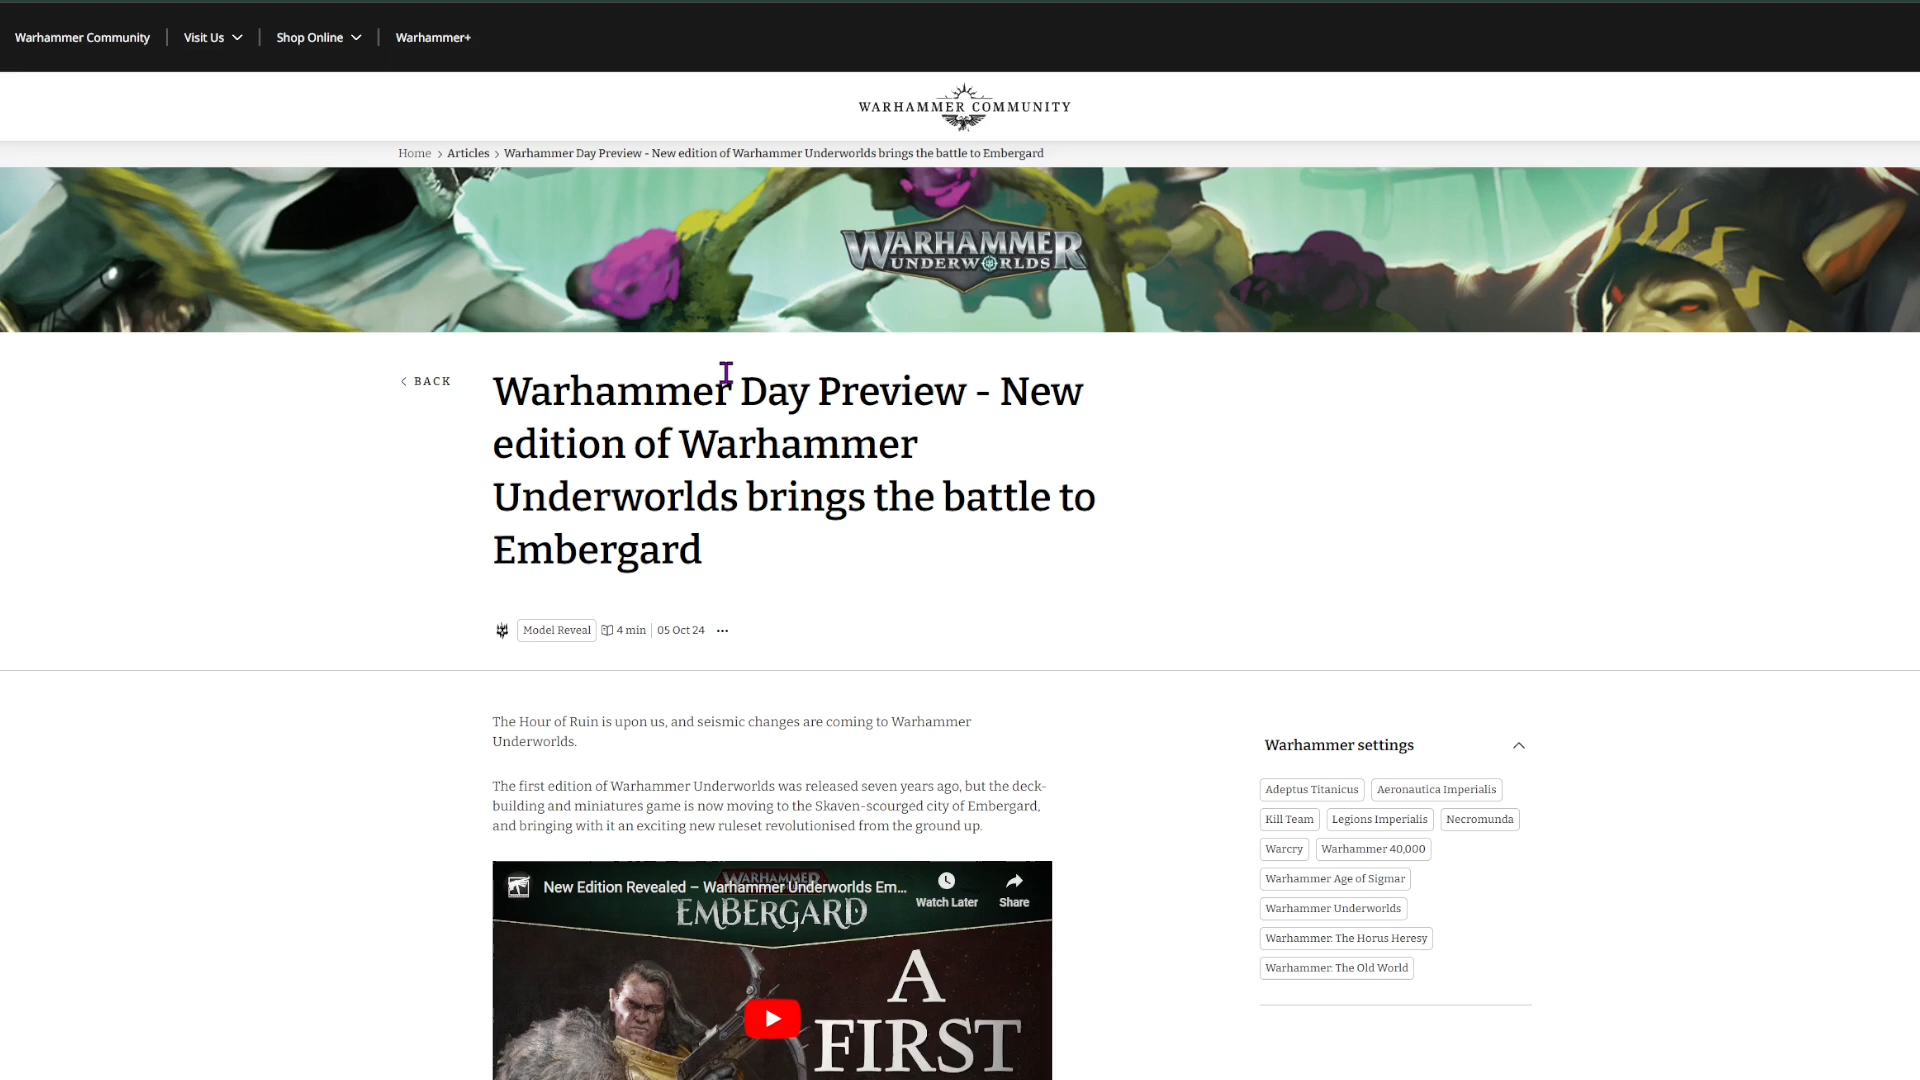 Warhammer Community
Visit Us
Shop Online
Warhammer+
WARHAMMER COMMUNITY
Home > Articles > Warhammer Day Preview - New edition of Warhammer Underworlds brings the battle to Embergard
WARHAMMER
UNDERWORLDS
< BACK
Warhammer Day Preview - New
edition of Warhammer
Underworlds brings the battle to
Embergard
Model Reveal
4 min
05 Oct 24
...
The Hour of Ruin is upon us, and seismic changes are coming to Warhammer
Underworlds.
The first edition of Warhammer Underworlds was released seven years ago, but the deck-
building and miniatures game is now moving to the Skaven-scourged city of Embergard,
and bringing with it an exciting new ruleset revolutionised from the ground up.
New Edition Revealed – Warhammer Underworlds Em...
Watch Later
Share
WARHAMMER
EMBERGARD
A
FIRST
Warhammer settings
Adeptus Titanicus
Aeronautica Imperialis
Kill Team
Legions Imperialis
Necromunda
Warcry
Warhammer 40,000
Warhammer Age of Sigmar
Warhammer Underworlds
Warhammer: The Horus Heresy
Warhammer: The Old World